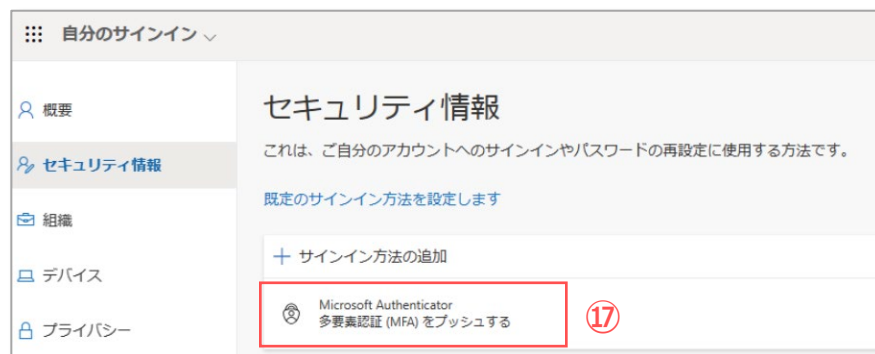 自分のサインイン
概要
セキュリティ情報
組織
デバイス
プライバシー
セキュリティ情報
これは、ご自分のアカウントへのサインインやパスワードの再設定に使用する方法です。
既定のサインイン方法を設定します
+ サインイン方法の追加
Microsoft Authenticator
多要素認証 (MFA) をプッシュする
⑰